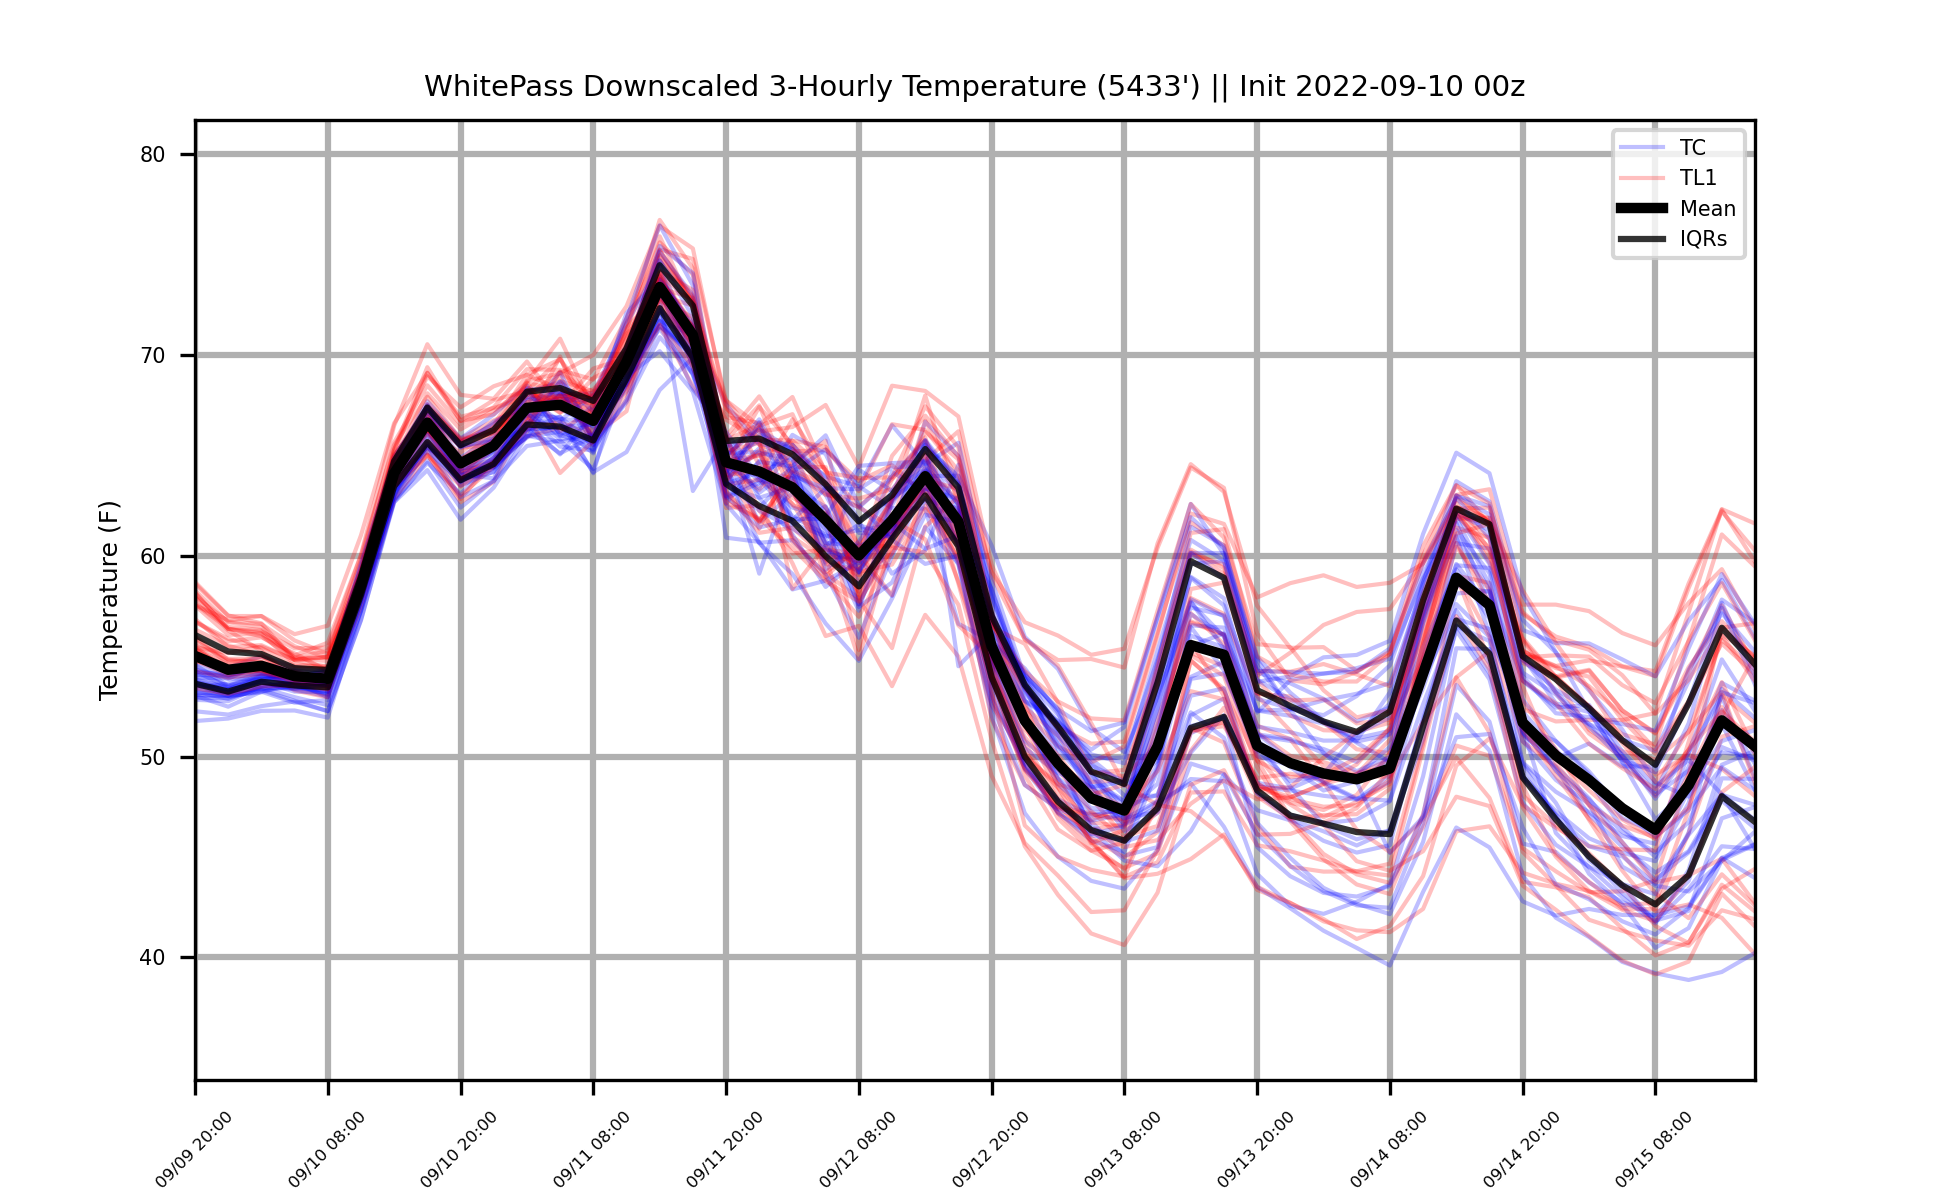 WhitePass Downscaled 3-Hourly Temperature (5433') || Init 2022-09-10 00z
80
70
60
50
40
Temperature (F)
TC
TL1
Mean
IQRs
09/09 20:00
09/10 08:00
09/10 20:00
09/11 08:00
09/11 20:00
09/12 08:00
09/12 20:00
09/13 08:00
09/13 20:00
09/14 08:00
09/14 20:00
09/15 08:00